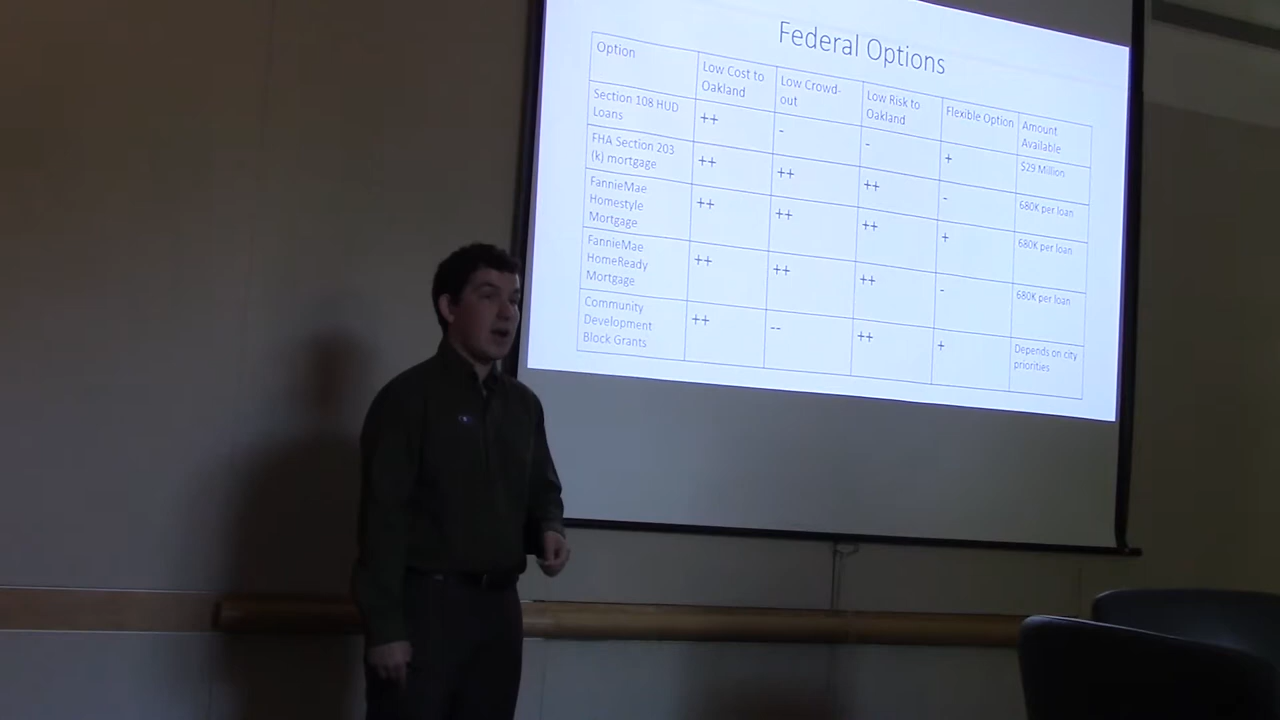 Federal Options
Option
Low Cost to
Oakland
Low Crowd-
out
Low Risk to
Oakland
Flexible Option
Amount
Available
Section 108 HUD
Loans
++
-
-
+
$29 Million
FHA Section 203
(k) mortgage
++
++
++
-
680K per loan
FannieMae
Homestyle
Mortgage
++
++
++
+
680K per loan
FannieMae
HomeReady
Mortgage
++
++
++
-
680K per loan
Community
Development
Block Grants
++
--
++
+
Depends on city
priorities